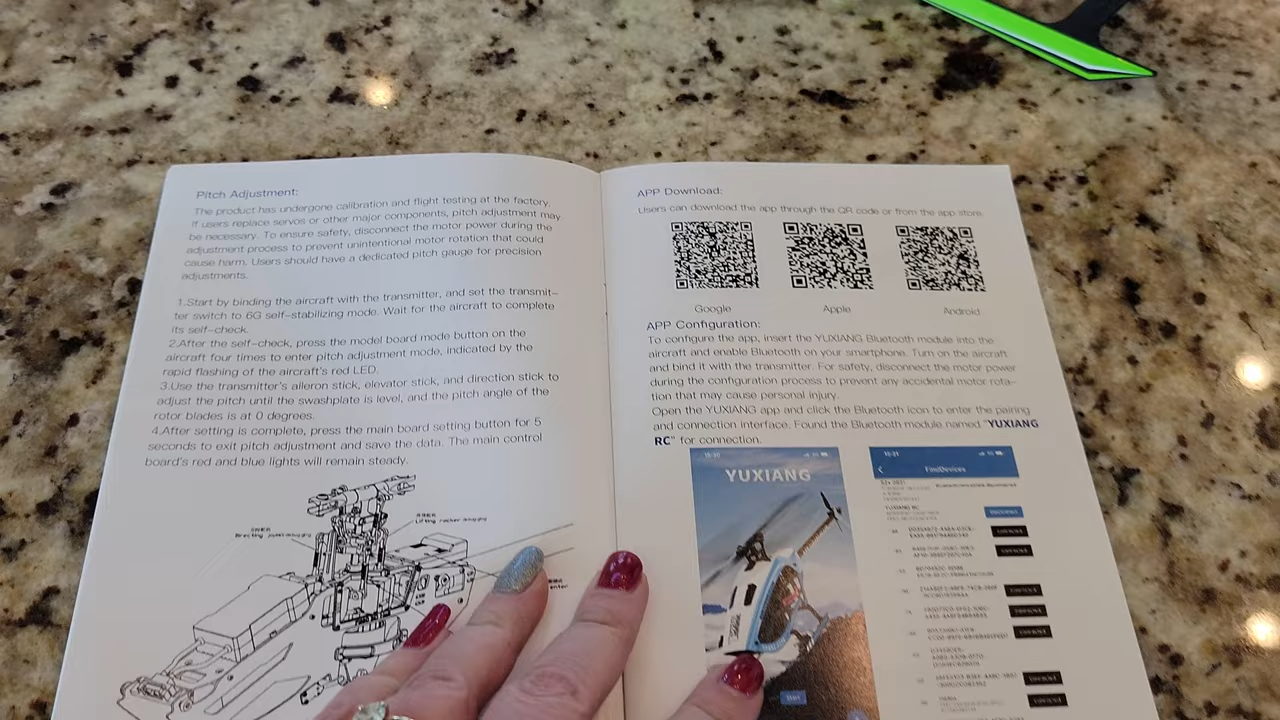 Pitch Adjustment:
The product has undergone calibration and flight testing at the factory.
If users replace servos or other major components, pitch adjustment may
be necessary. To ensure safety, disconnect the motor power during the
adjustment process to prevent unintentional motor rotation that could
cause harm. Users should have a dedicated pitch gauge for precision
adjustments.
1.Start by binding the aircraft with the transmitter, and set the transmit-
ter switch to 6G self-stabilizing mode. Wait for the aircraft to complete
its self-check.
2.After the self-check, press the model board mode button on the
aircraft four times to enter pitch adjustment mode, indicated by the
rapid flashing of the aircraft's red LED.
3.Use the transmitter's aileron stick, elevator stick, and direction stick to
adjust the pitch until the swashplate is level, and the pitch angle of the
rotor blades is at 0 degrees.
4.After setting is complete, press the main board setting button for 5
seconds to exit pitch adjustment and save the data. The main control
board's red and blue lights will remain steady.
APP Download:
Users can download the app through the QR code or from the app store.
Google
Apple
Android
APP Configuration:
To configure the app, insert the YUXIANG Bluetooth module into the
aircraft and enable Bluetooth on your smartphone. Turn on the aircraft
and bind it with the transmitter. For safety, disconnect the motor power
during the configuration process to prevent any accidental motor rota-
tion that may cause personal injury.
Open the YUXIANG app and click the Bluetooth icon to enter the pairing
and connection interface. Found the Bluetooth module named "YUXIANG
RC" for connection.
YUXIANG
15:31
FindDevices
YUXIANG RC